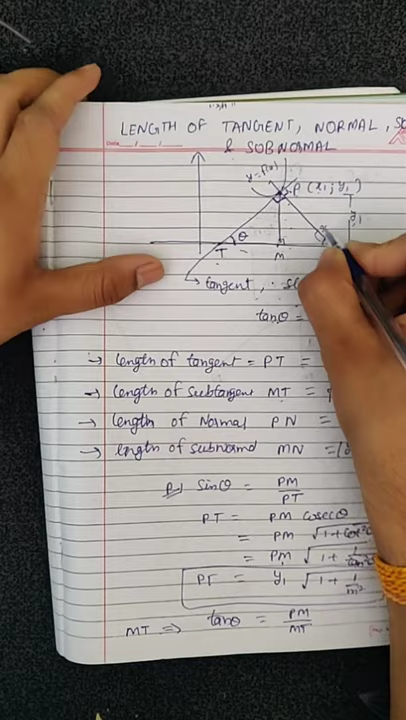 LENGTH OF TANGENT, NORMAL,
& SUBNORMAL
Date
y=f(x)
P (x1, y1)
y1
θ
T
M
tangent,
tanθ =
→ length of tangent = PT =
→ length of subtangent MT =
→ length of Normal PN =
→ length of subnormal MN =
Sinθ = PM/PT
PT = PM cosecθ
= PM √1+cot²θ
= PM √1+ 1/tan²θ
PT = y1 √1+ 1/m²
MT ⇒ tanθ = PM/MT